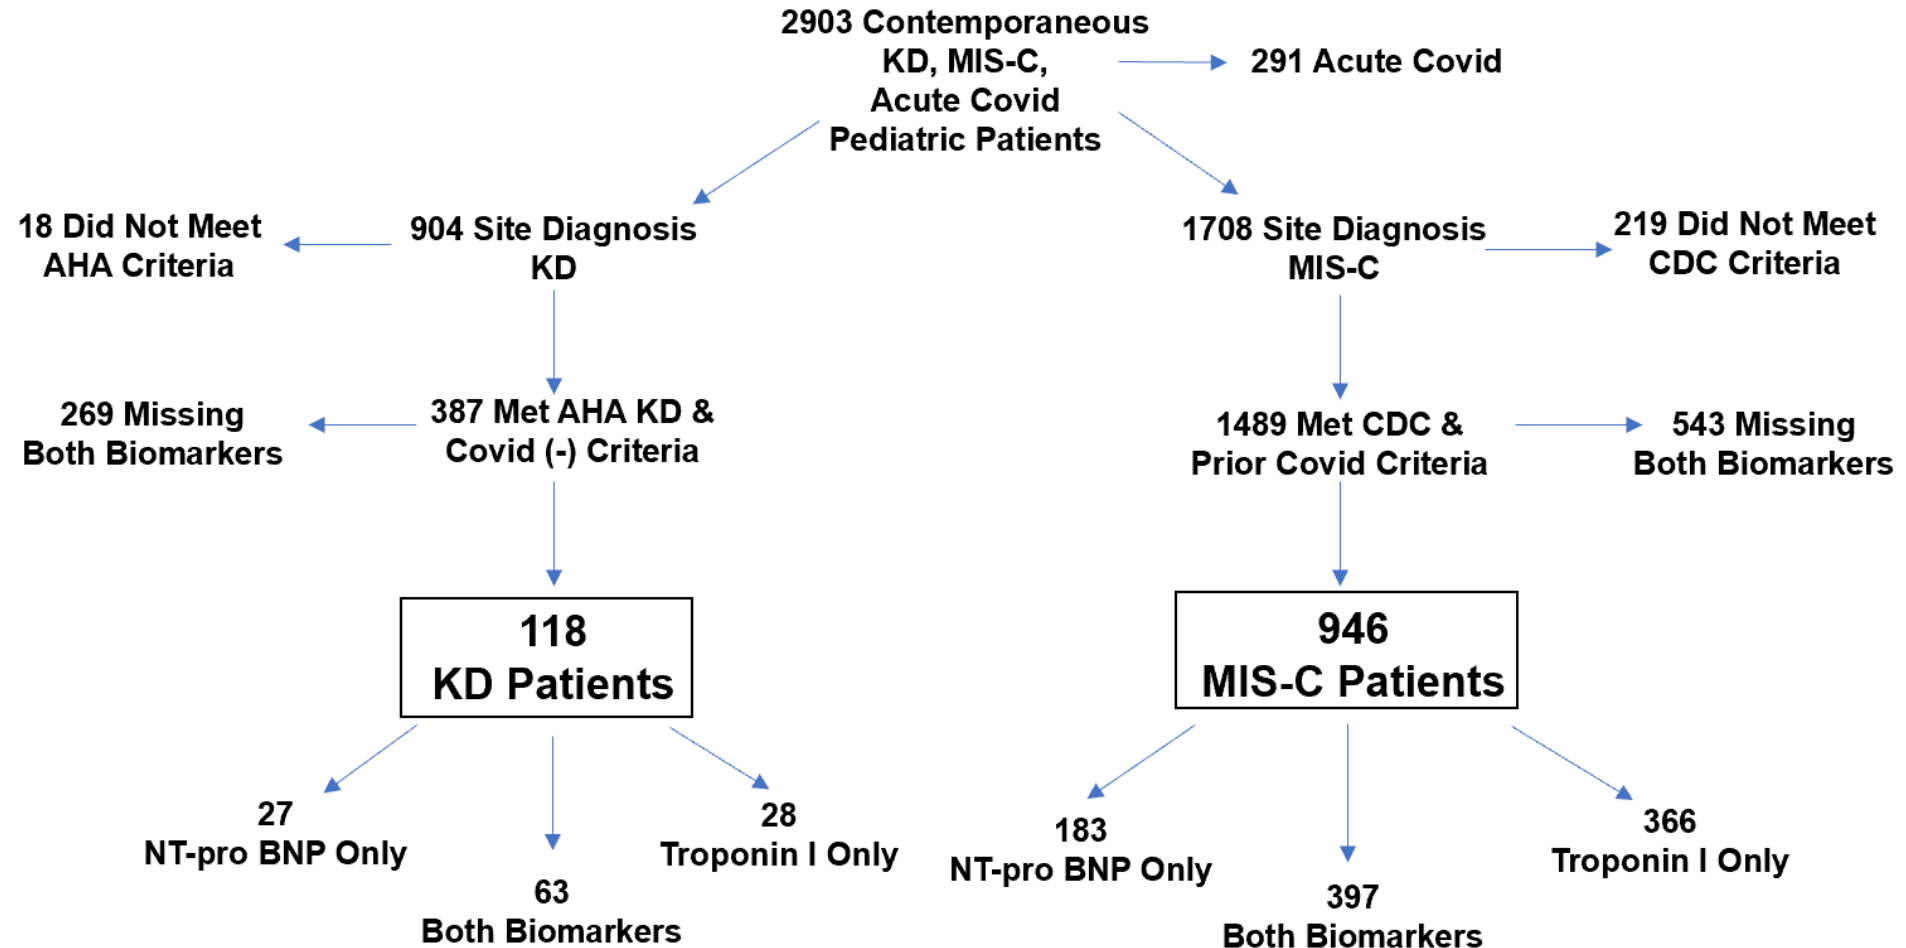 2903 Contemporaneous
KD, MIS-C,
Acute Covid
Pediatric Patients
291 Acute Covid
18 Did Not Meet
AHA Criteria
904 Site Diagnosis
KD
1708 Site Diagnosis
MIS-C
219 Did Not Meet
CDC Criteria
269 Missing
Both Biomarkers
387 Met AHA KD &
Covid (-) Criteria
1489 Met CDC &
Prior Covid Criteria
543 Missing
Both Biomarkers
118
KD Patients
946
MIS-C Patients
27
NT-pro BNP Only
63
Both Biomarkers
28
Troponin I Only
183
NT-pro BNP Only
397
Both Biomarkers
366
Troponin I Only